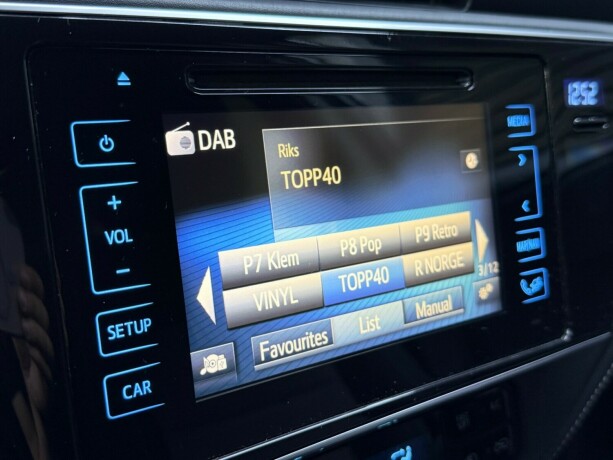 DAB
12:52
Riks
TOPP40
MEDIA
VOL
P7 Klem
P8 Pop
P9 Retro
VINYL
TOPP40
R NORGE
3/12
SETUP
Favourites
List
Manual
CAR